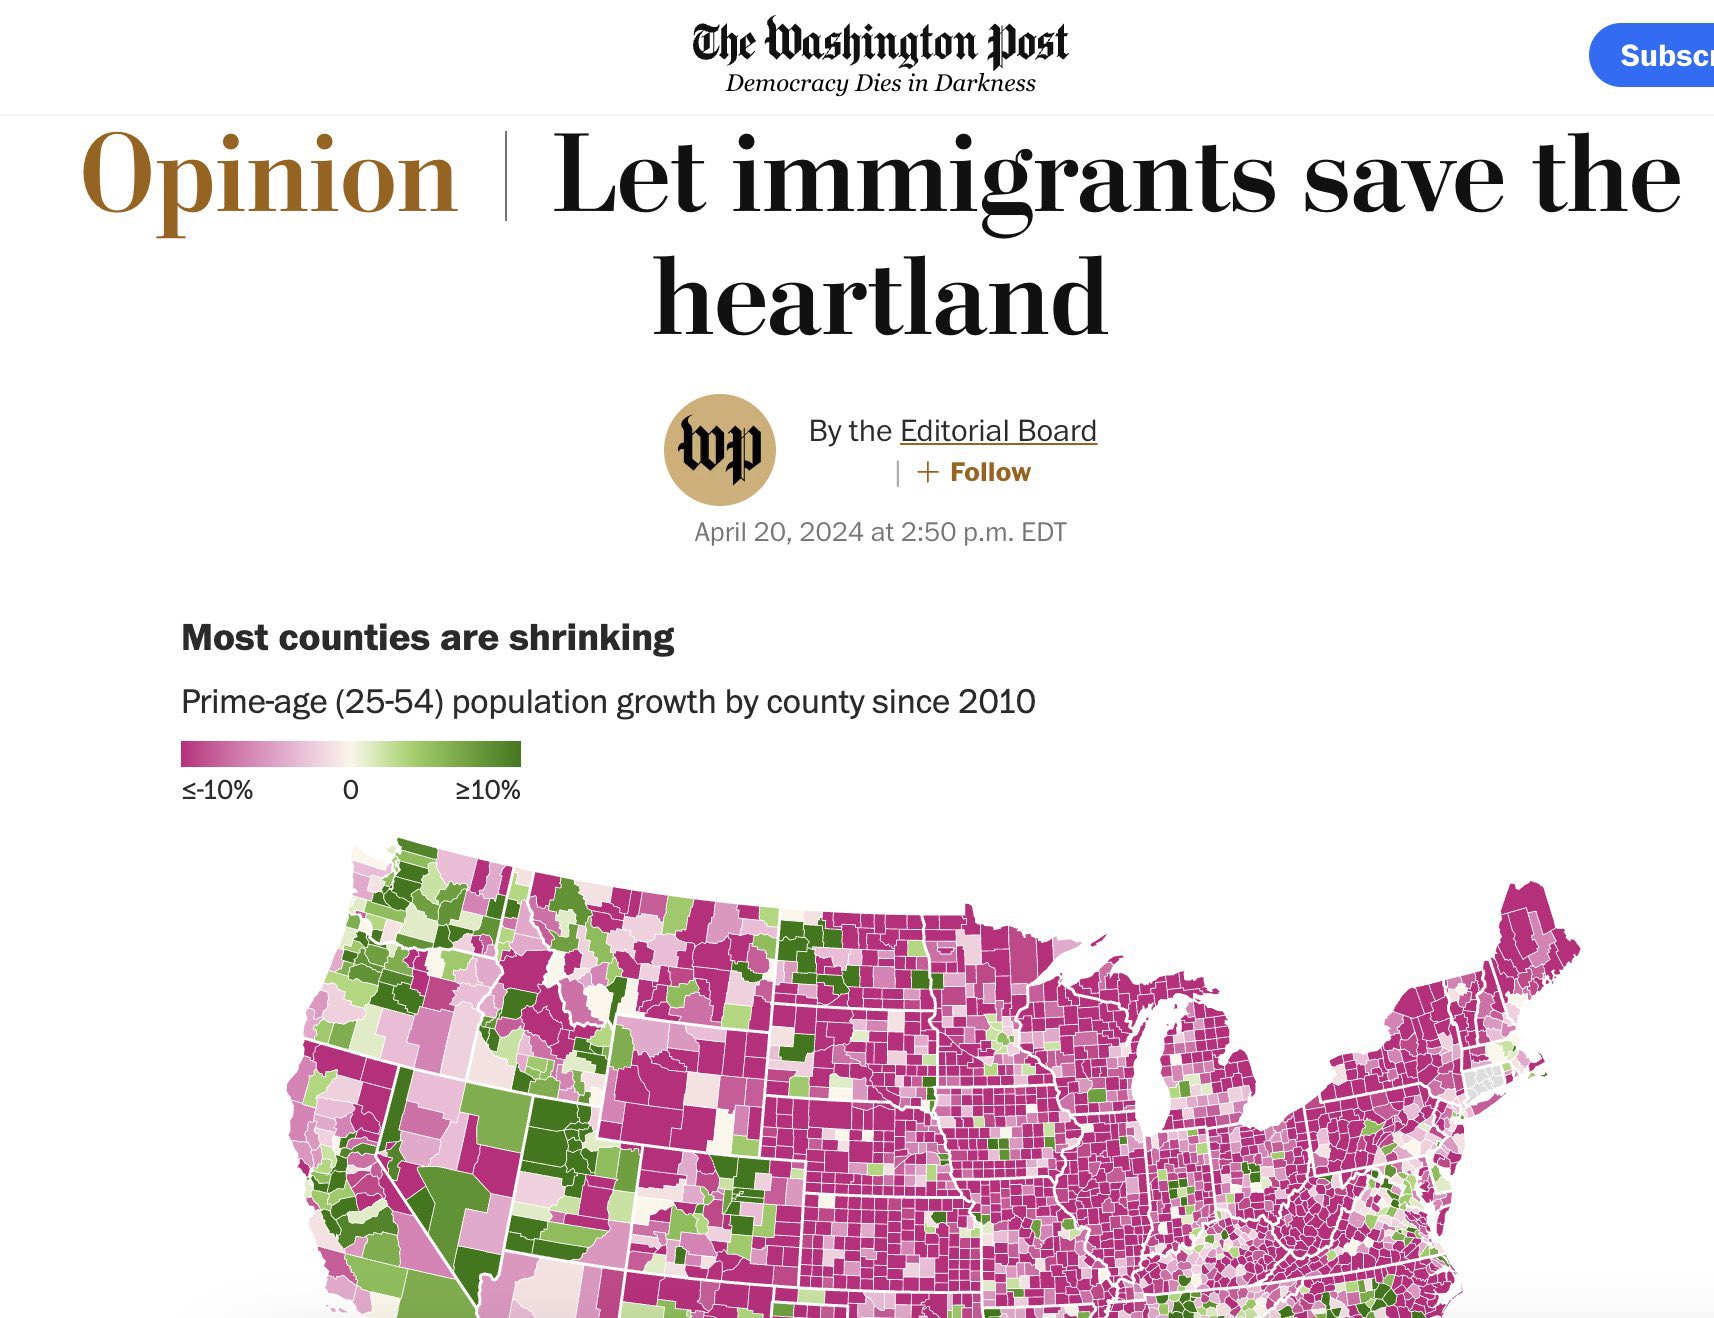 The Washington Post
Democracy Dies in Darkness
Subscr
Opinion | Let immigrants save the
heartland
wp
By the Editorial Board
| + Follow
April 20, 2024 at 2:50 p.m. EDT
Most counties are shrinking
Prime-age (25-54) population growth by county since 2010
≤-10% 0 ≥10%